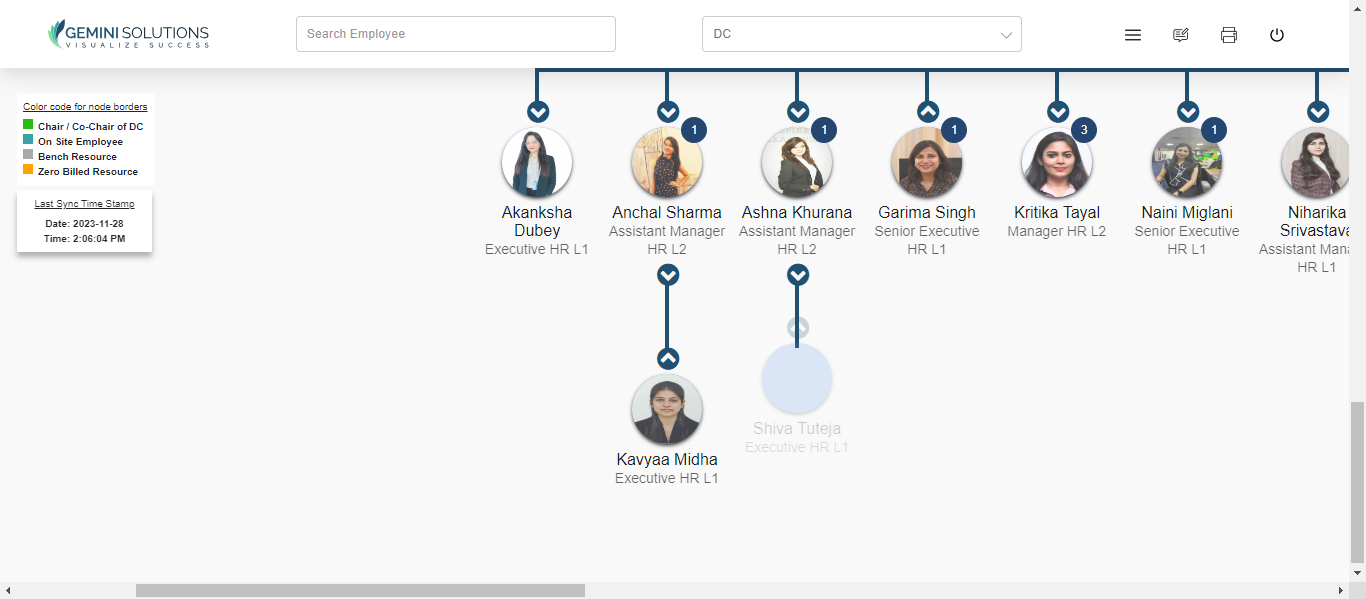 GEMINI SOLUTIONS
VISUALIZE SUCCESS
Search Employee
DC
Color code for node borders
Chair / Co-Chair of DC
On Site Employee
Bench Resource
Zero Billed Resource
Last Sync Time Stamp
Date: 2023-11-28
Time: 2:06:04 PM
Akanksha
Dubey
Executive HR L1
1
Anchal Sharma
Assistant Manager
HR L2
1
Ashna Khurana
Assistant Manager
HR L2
1
Garima Singh
Senior Executive
HR L1
3
Kritika Tayal
Manager HR L2
1
Naini Miglani
Senior Executive
HR L1
Niharika
Srivastava
Assistant Mana
HR L1
Kavyaa Midha
Executive HR L1
Shiva Tuteja
Executive HR L1